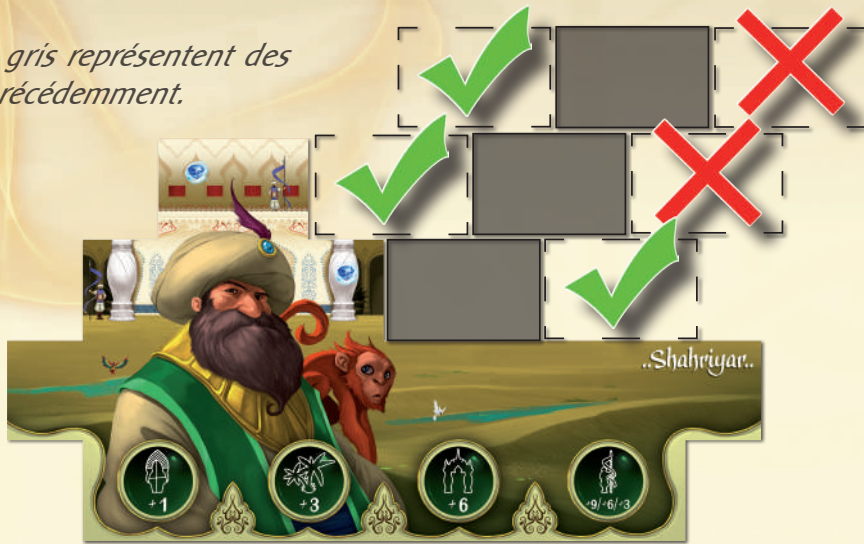 gris représentent des
récédemment.
..Shahriyar..
+1
+3
+6
+9/+6/+3